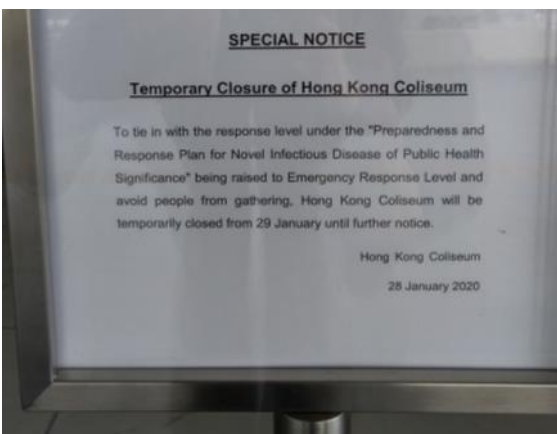 SPECIAL NOTICE
Temporary Closure of Hong Kong Coliseum
To tie in with the response level under the "Preparedness and
Response Plan for Novel Infectious Disease of Public Health
Significance" being raised to Emergency Response Level and
avoid people from gathering, Hong Kong Coliseum will be
temporarily closed from 29 January until further notice.
Hong Kong Coliseum
28 January 2020